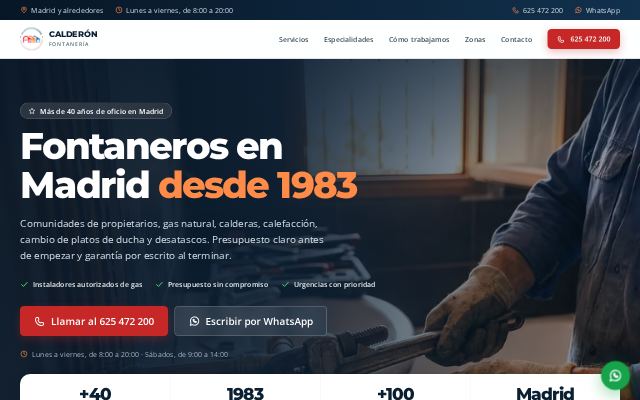 Madrid y alrededores
Lunes a viernes, de 8:00 a 20:00
625 472 200
WhatsApp
CALDERÓN
FONTANERÍA
Servicios
Especialidades
Cómo trabajamos
Zonas
Contacto
625 472 200
Más de 40 años de oficio en Madrid
Fontaneros en
Madrid desde 1983
Comunidades de propietarios, gas natural, calderas, calefacción,
cambio de platos de ducha y desatascos. Presupuesto claro antes
de empezar y garantía por escrito al terminar.
Instaladores autorizados de gas
Presupuesto sin compromiso
Urgencias con prioridad
Llamar al 625 472 200
Escribir por WhatsApp
Lunes a viernes, de 8:00 a 20:00 · Sábados, de 9:00 a 14:00
+40
1983
+100
Madrid